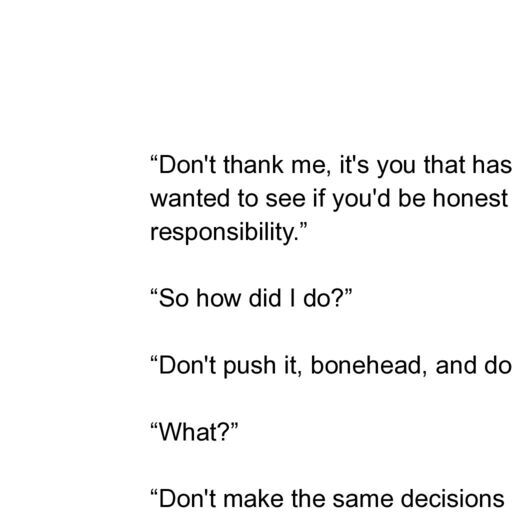 “Don't thank me, it's you that has
wanted to see if you'd be honest
responsibility.”
“So how did I do?”
“Don't push it, bonehead, and do
“What?”
“Don't make the same decisions